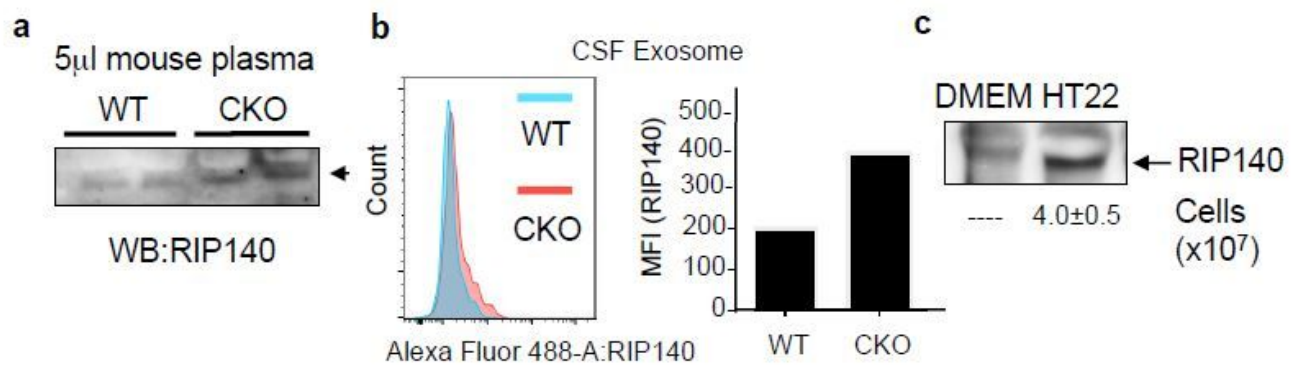 a
5μl mouse plasma
WT CKO
WB:RIP140
b
CSF Exosome
Count
WT
CKO
Alexa Fluor 488-A:RIP140
MFI (RIP140)
500-
400-
300-
200-
100-
0-
WT CKO
c
DMEM HT22
RIP140
---- 4.0±0.5 Cells
(x10⁷)